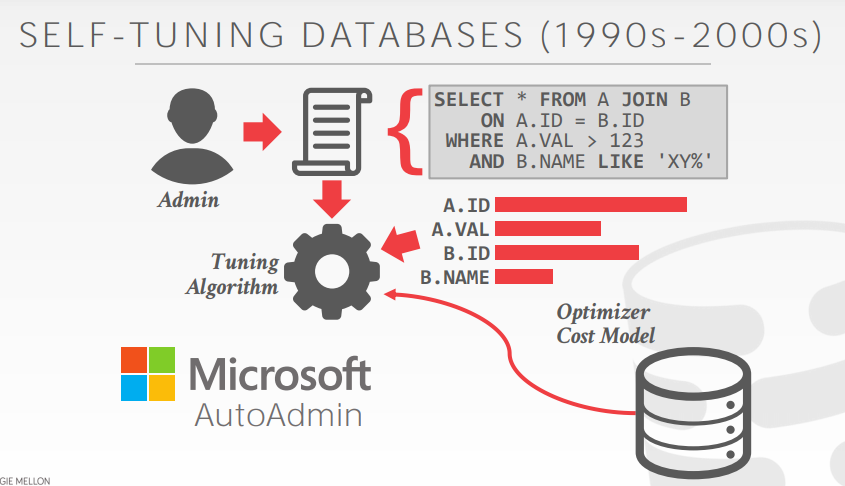 SELF-TUNING DATABASES (1990s-2000s)
SELECT * FROM A JOIN B
ON A.ID = B.ID
WHERE A.VAL > 123
AND B.NAME LIKE 'XY%'
Admin
A.ID
A.VAL
B.ID
B.NAME
Tuning
Algorithm
Optimizer
Cost Model
Microsoft
AutoAdmin
GIE MELLON